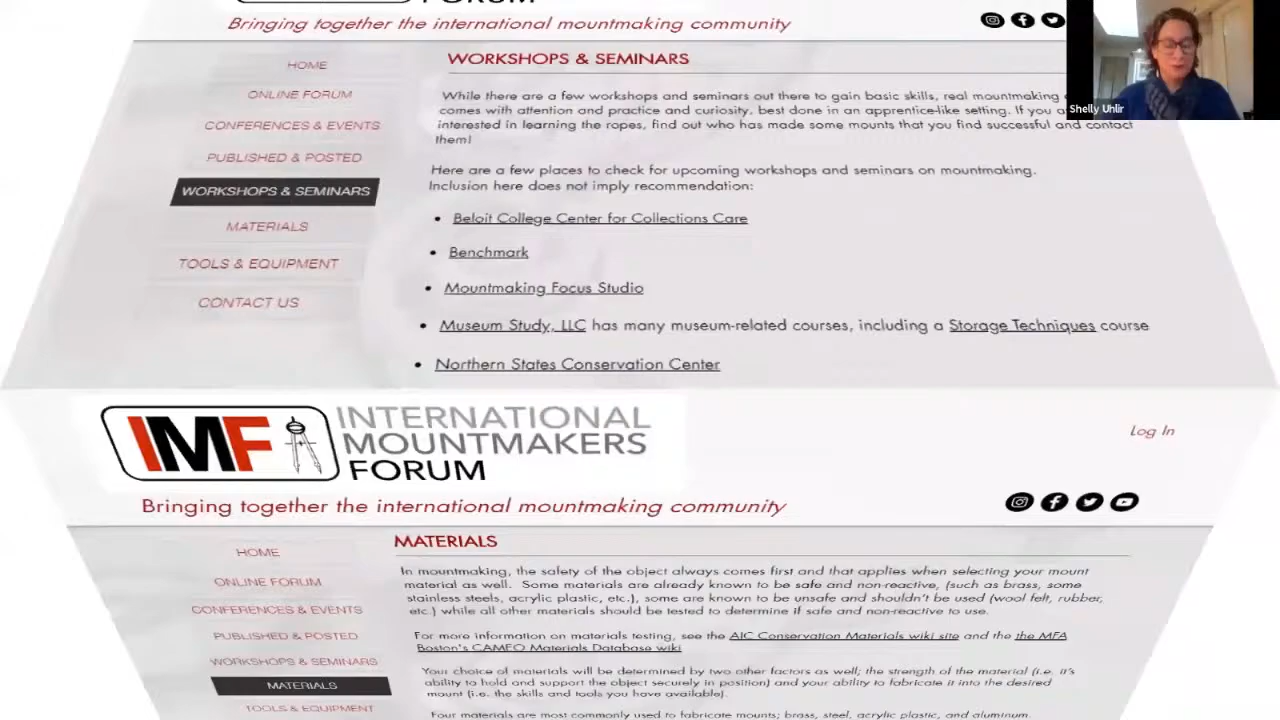 FORUM
Bringing together the international mountmaking community
HOME
ONLINE FORUM
CONFERENCES & EVENTS
PUBLISHED & POSTED
WORKSHOPS & SEMINARS
MATERIALS
TOOLS & EQUIPMENT
CONTACT US
WORKSHOPS & SEMINARS
While there are a few workshops and seminars out there to gain basic skills, real mountmaking
comes with attention and practice and curiosity, best done in an apprentice-like setting. If you
interested in learning the ropes, find out who has made some mounts that you find successful and contact
them!
Here are a few places to check for upcoming workshops and seminars on mountmaking.
Inclusion here does not imply recommendation:
• Beloit College Center for Collections Care
• Benchmark
• Mountmaking Focus Studio
• Museum Study, LLC has many museum-related courses, including a Storage Techniques course
• Northern States Conservation Center
Shelly Uhlir
IMF INTERNATIONAL
MOUNTMAKERS
FORUM
Log In
Bringing together the international mountmaking community
HOME
ONLINE FORUM
CONFERENCES & EVENTS
PUBLISHED & POSTED
WORKSHOPS & SEMINARS
MATERIALS
TOOLS & EQUIPMENT
MATERIALS
In mountmaking, the safety of the object always comes first and that applies when selecting your mount
material as well. Some materials are already known to be safe and non-reactive, (such as brass, some
stainless steels, acrylic plastic, etc.), some are known to be unsafe and shouldn't be used (wool felt, rubber,
etc.) while all other materials should be tested to determine if safe and non-reactive to use.
For more information on materials testing, see the AIC Conservation Materials wiki site and the the MFA
Boston's CAMEO Materials Database wiki
Your choice of materials will be determined by two other factors as well; the strength of the material (i.e. it's
ability to hold and support the object securely in position) and your ability to fabricate it into the desired
mount (i.e. the skills and tools you have available).
Four materials are most commonly used to fabricate mounts; brass, steel, acrylic plastic, and aluminum.